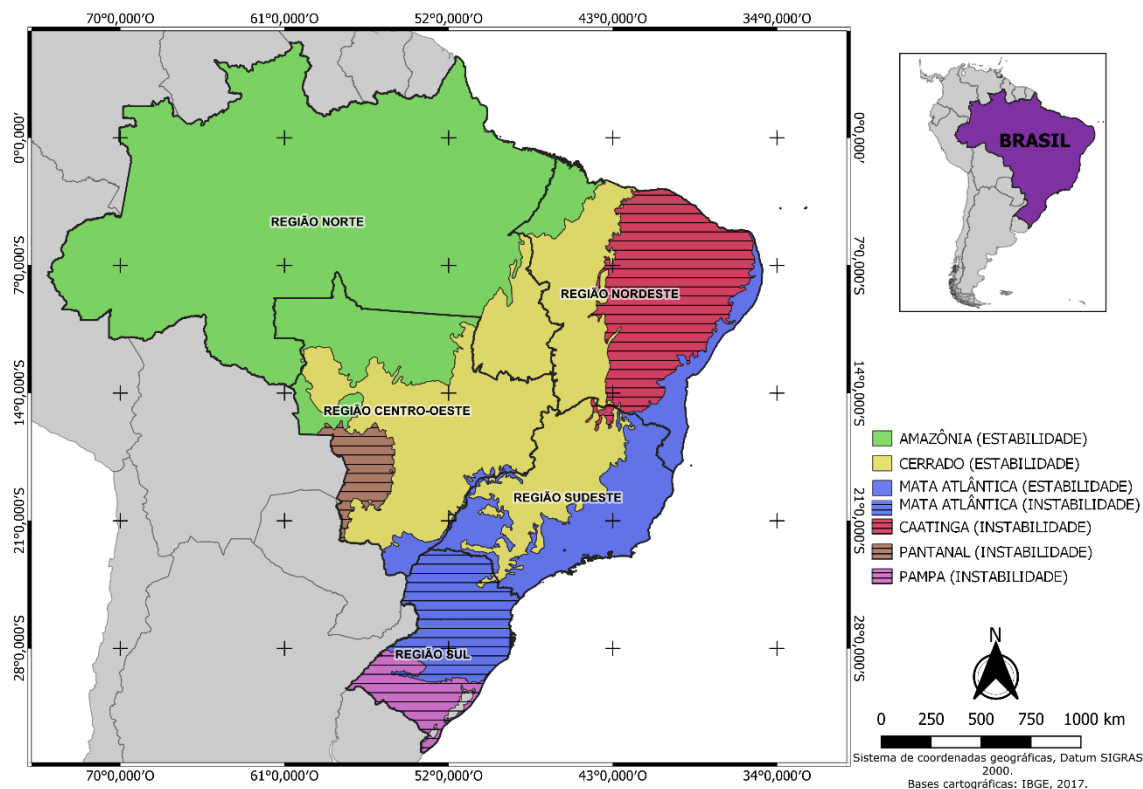 70°0,000'O 61°0,000'O 52°0,000'O 43°0,000'O 34°0,000'O
0°0,000' 0°0,000'
7°0,000'S 7°0,000'S
14°0,000'S 14°0,000'S
21°0,000'S 21°0,000'S
28°0,000'S 28°0,000'S
REGIÃO NORTE
REGIÃO NORDESTE
REGIÃO CENTRO-OESTE
REGIÃO SUDESTE
REGIÃO SUL
70°0,000'O 61°0,000'O 52°0,000'O 43°0,000'O 34°0,000'O
BRASIL
AMAZÔNIA (ESTABILIDADE)
CERRADO (ESTABILIDADE)
MATA ATLÂNTICA (ESTABILIDADE)
MATA ATLÂNTICA (INSTABILIDADE)
CAATINGA (INSTABILIDADE)
PANTANAL (INSTABILIDADE)
PAMPA (INSTABILIDADE)
N
0 250 500 750 1000 km
Sistema de coordenadas geográficas, Datum SIGRAS
2000.
Bases cartográficas: IBGE, 2017.